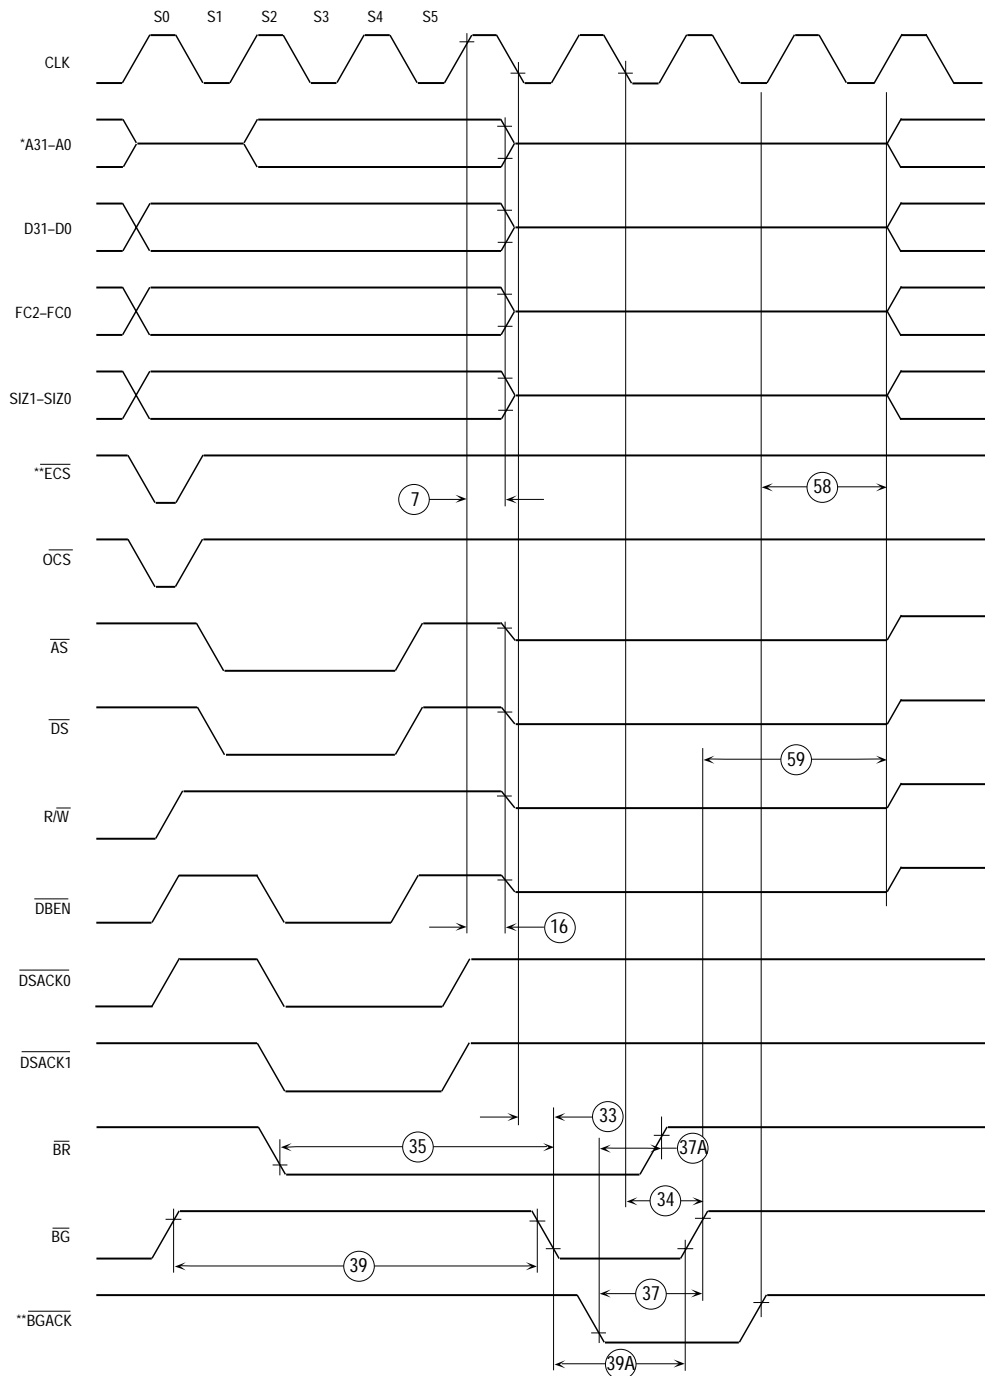 S0 S1 S2 S3 S4 S5
CLK
*A31–A0
D31–D0
FC2–FC0
SIZ1–SIZ0
**ECS
58
7
OCS
AS
DS
59
R/W
DBEN
16
DSACK0
DSACK1
33
BR
35
37A
34
BG
39
37
**BGACK
39A